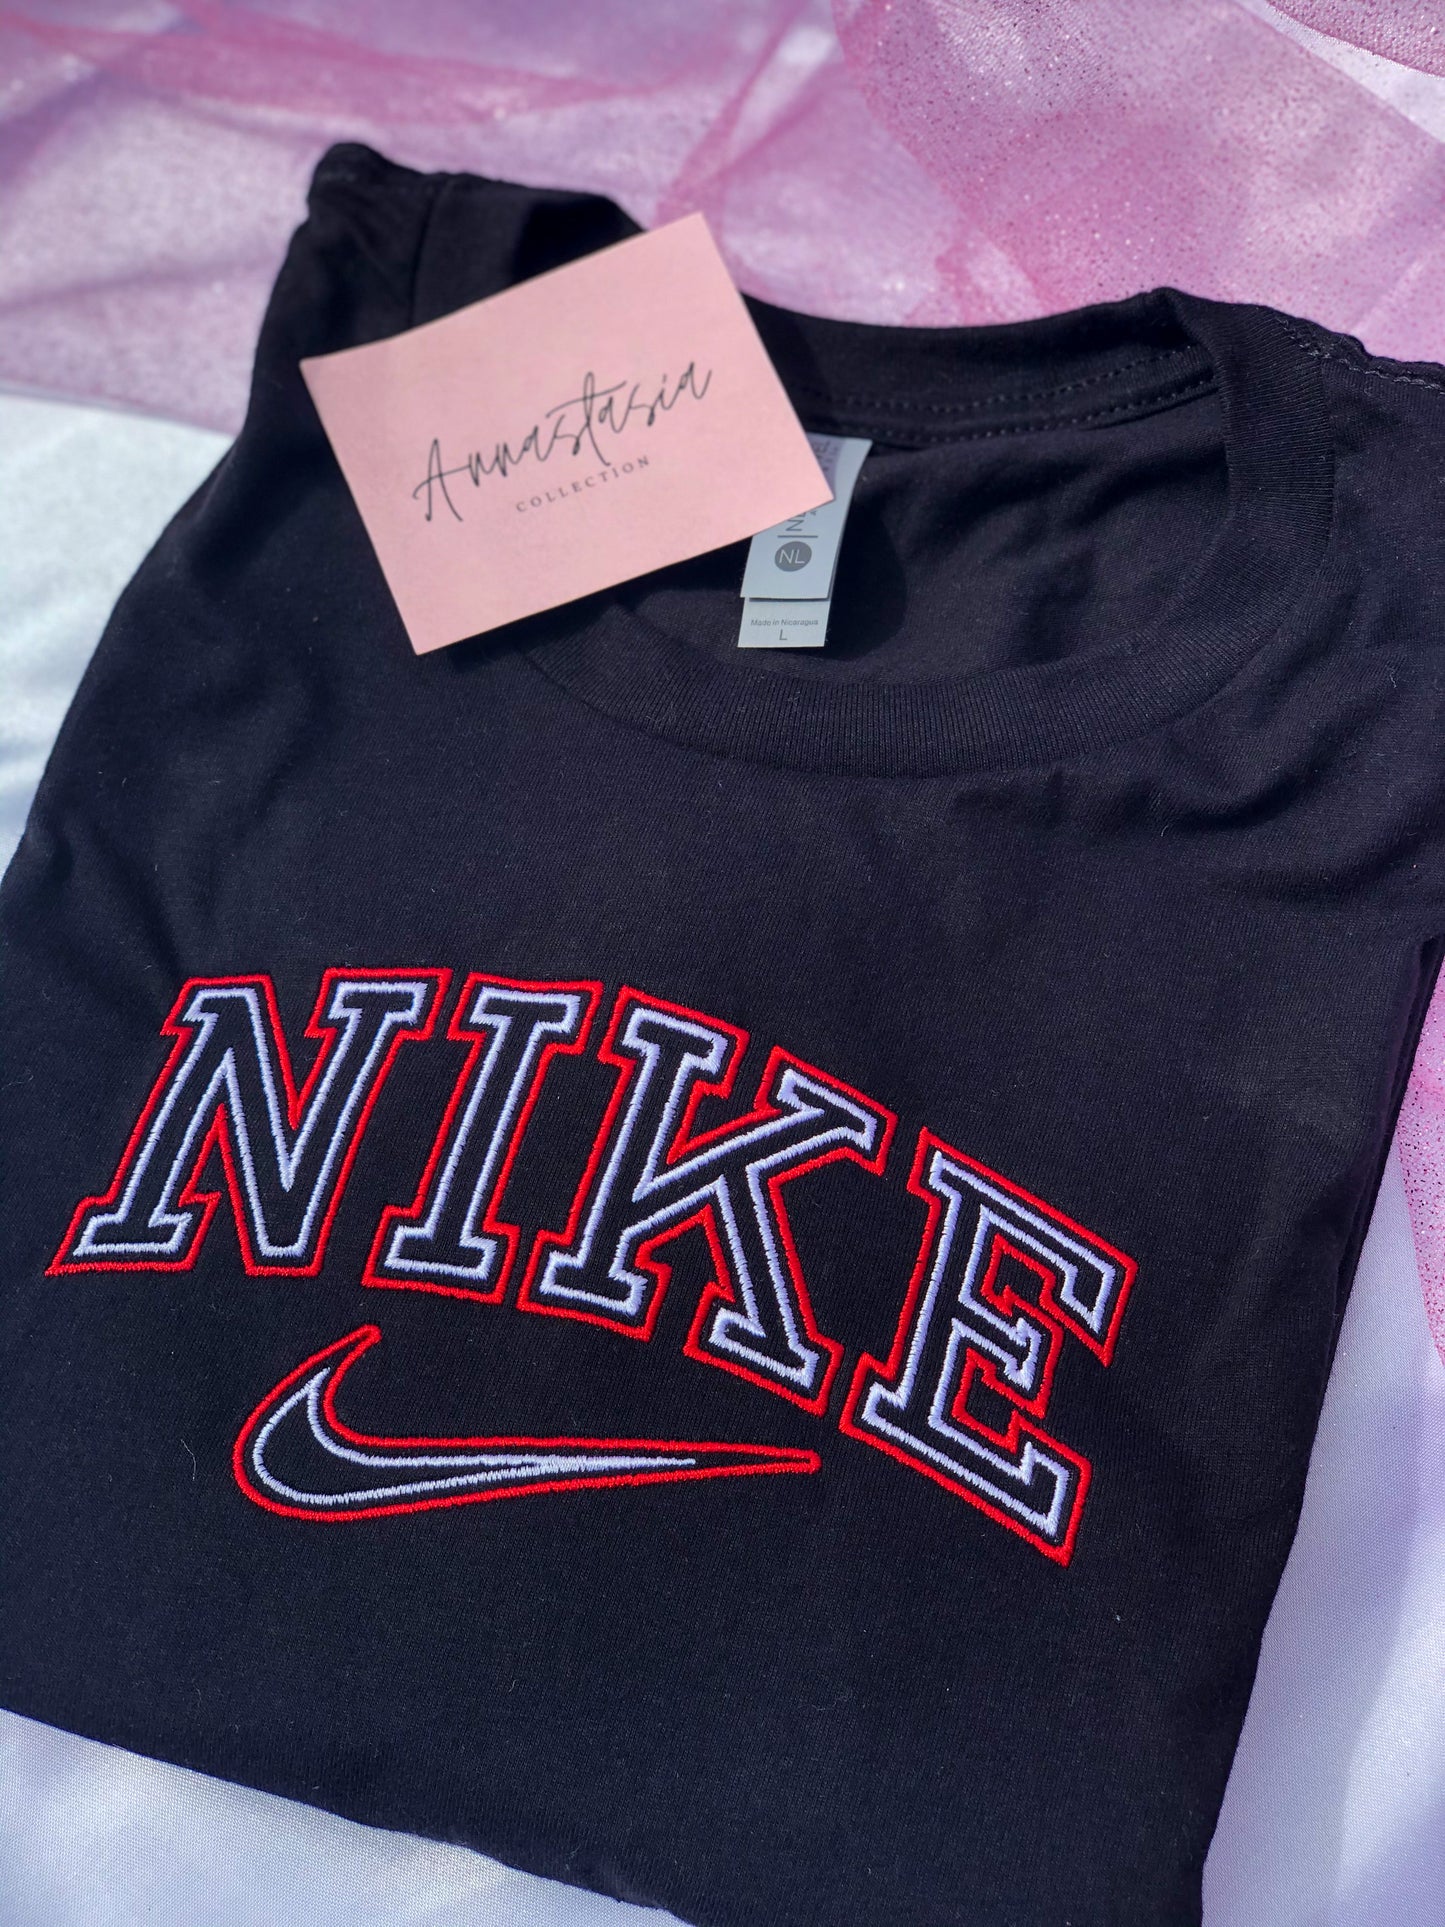 Annastasia
COLLECTION
NL
Made in Nicaragua
L
NIKE